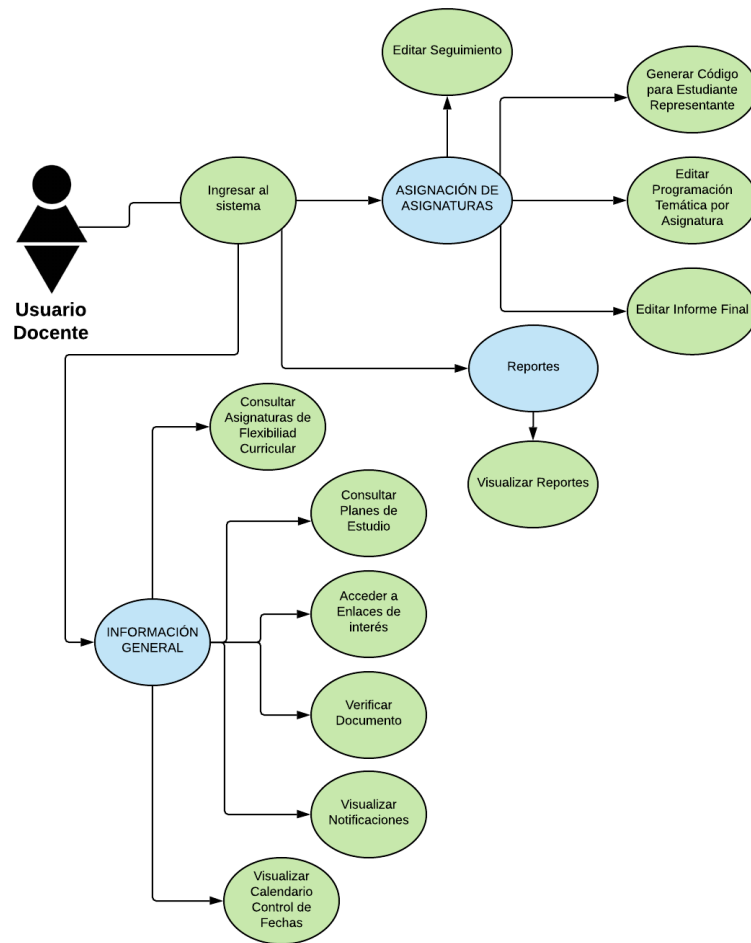 Editar Seguimiento
Generar Código
para Estudiante
Representante
Ingresar al
sistema
ASIGNACIÓN DE
ASIGNATURAS
Editar
Programación
Temática por
Asignatura
Usuario
Docente
Editar Informe Final
Reportes
Consultar
Asignaturas de
Flexibiliad
Curricular
Visualizar Reportes
Consultar
Planes de
Estudio
Acceder a
Enlaces de
interés
INFORMACIÓN
GENERAL
Verificar
Documento
Visualizar
Notificaciones
Visualizar
Calendario
Control de
Fechas